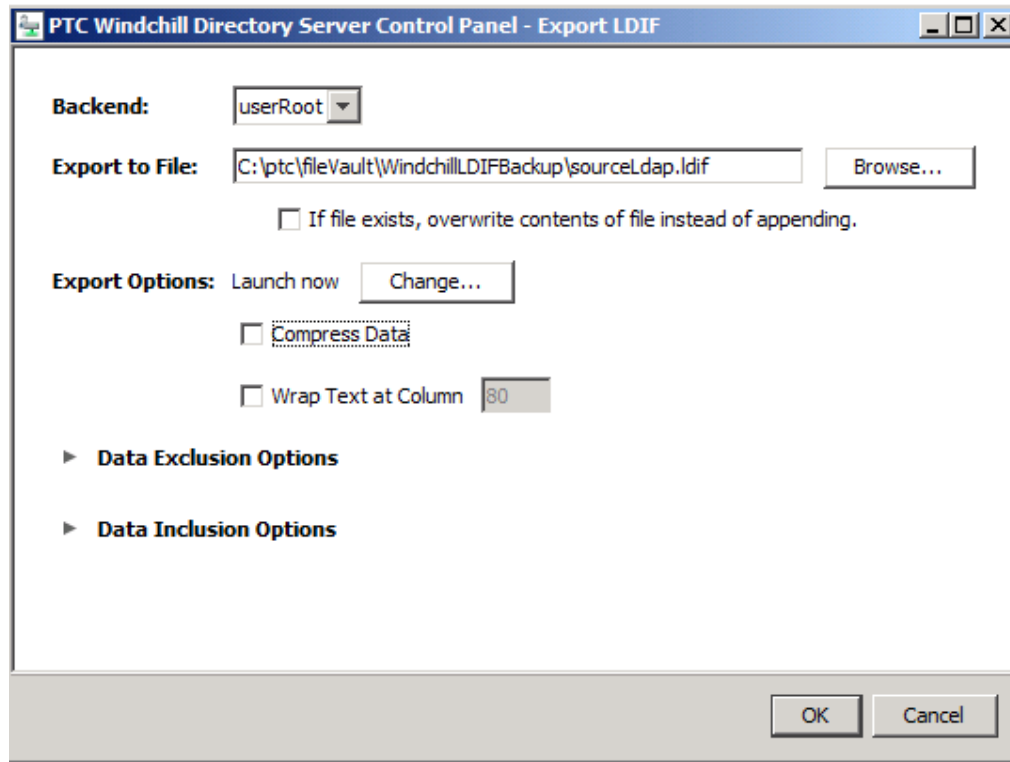 PTC Windchill Directory Server Control Panel - Export LDIF
Backend: userRoot
Export to File: C:\ptc\fileVault\WindchillLDIFBackup\sourceLdap.ldif Browse...
If file exists, overwrite contents of file instead of appending.
Export Options: Launch now Change...
Compress Data
Wrap Text at Column 80
Data Exclusion Options
Data Inclusion Options
OK Cancel